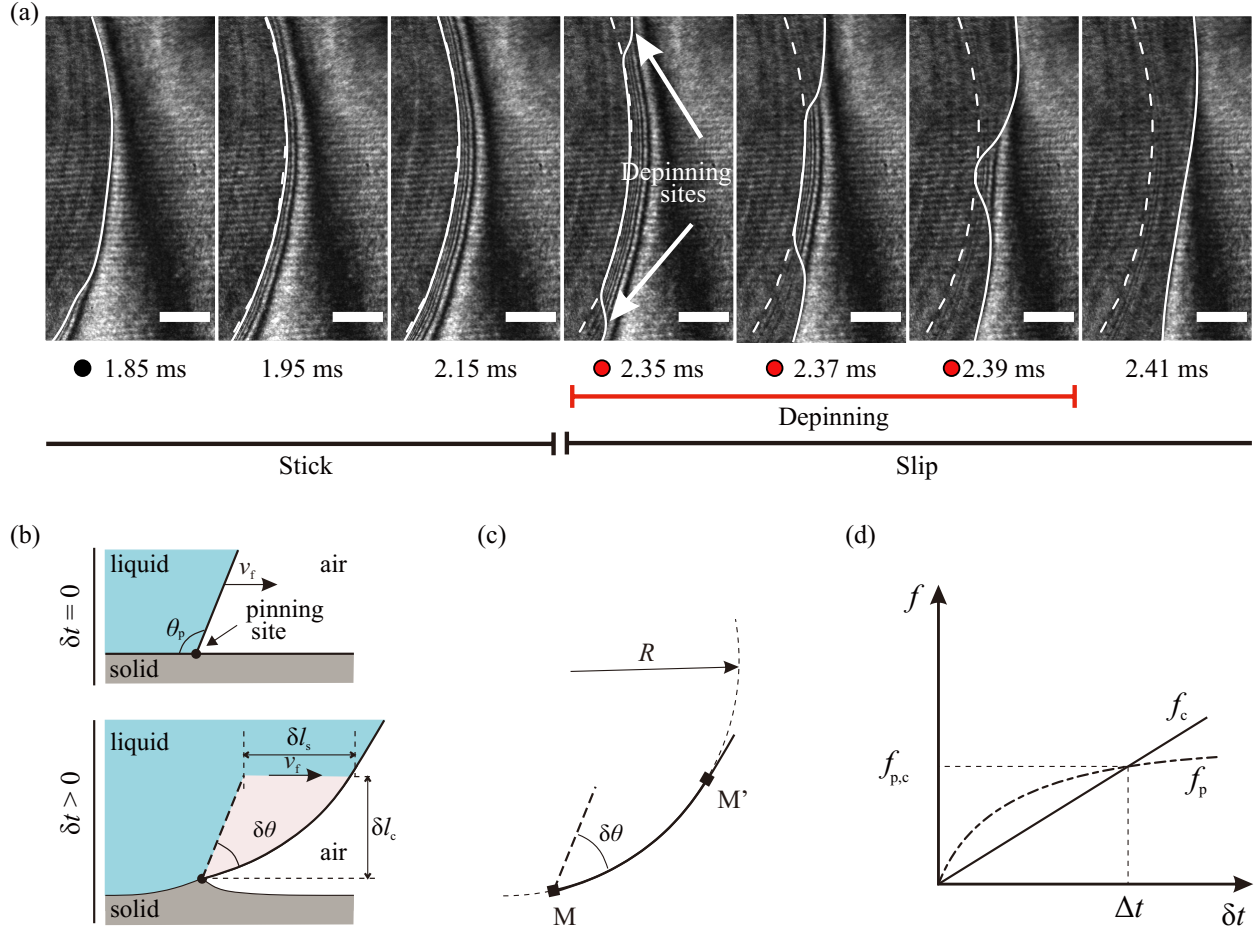 (a)
Depinning
sites
1.85 ms
1.95 ms
2.15 ms
2.35 ms
2.37 ms
2.39 ms
2.41 ms
Depinning
Stick
Slip
(b)
δt = 0
liquid
v_f
air
θ_p
pinning
site
solid
δt > 0
liquid
δl_s
v_f
δθ
δl_c
air
solid
(c)
R
M'
δθ
M
(d)
f
f_c
f_p,c
f_p
Δt
δt